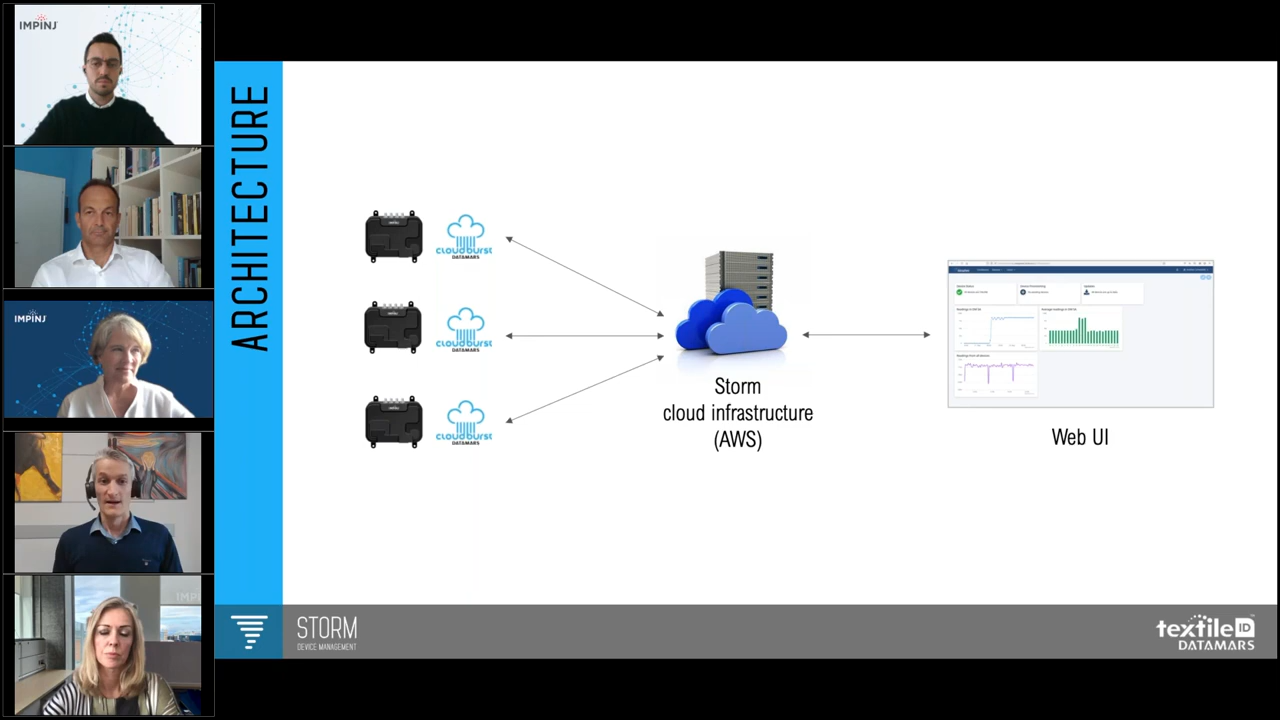 IMPINJ
IMPINJ
ARCHITECTURE
cloudburst
DATAMARS
cloudburst
DATAMARS
cloudburst
DATAMARS
Storm
cloud infrastructure
(AWS)
Web UI
STORM
DEVICE MANAGEMENT
textile ID
DATAMARS